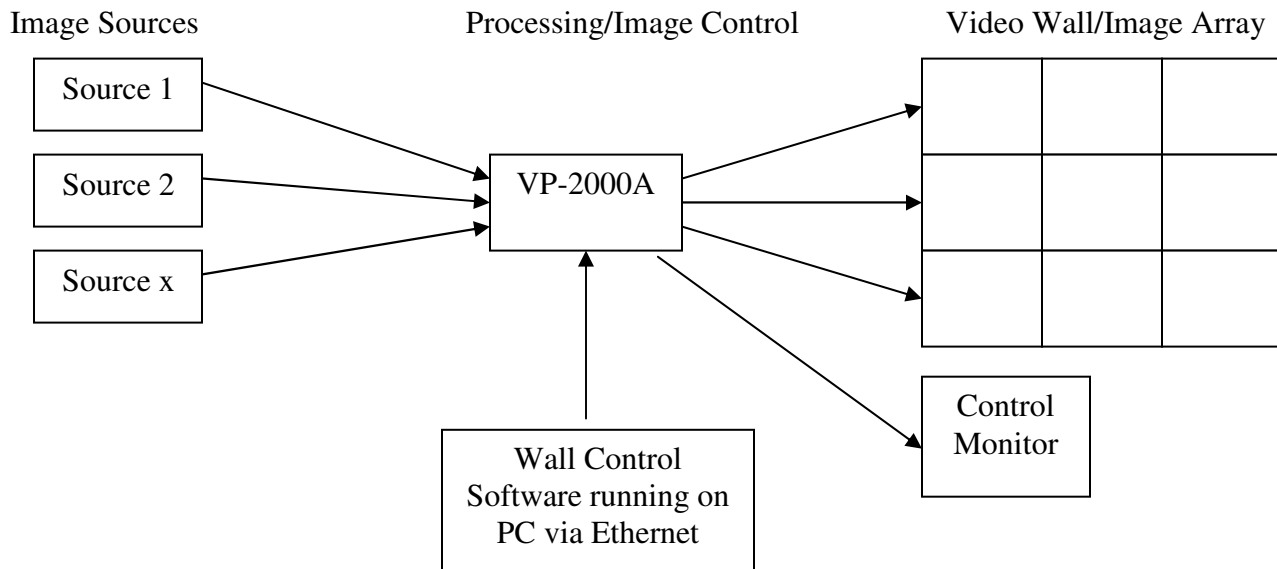 Image Sources
Processing/Image Control
Video Wall/Image Array
Source 1
Source 2
Source x
VP-2000A
Wall Control
Software running on
PC via Ethernet
Control
Monitor